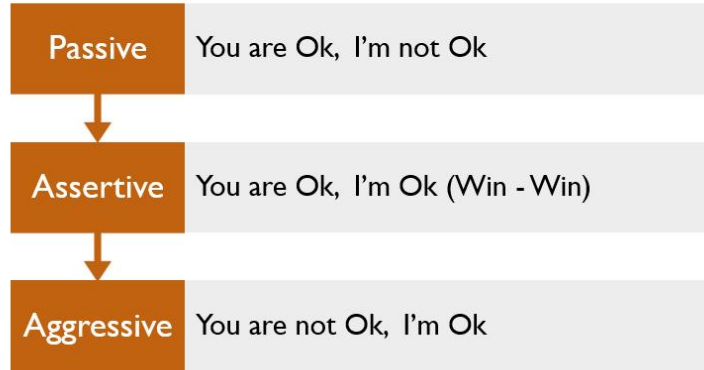 Passive You are Ok, I'm not Ok
Assertive You are Ok, I'm Ok (Win - Win)
Aggressive You are not Ok, I'm Ok